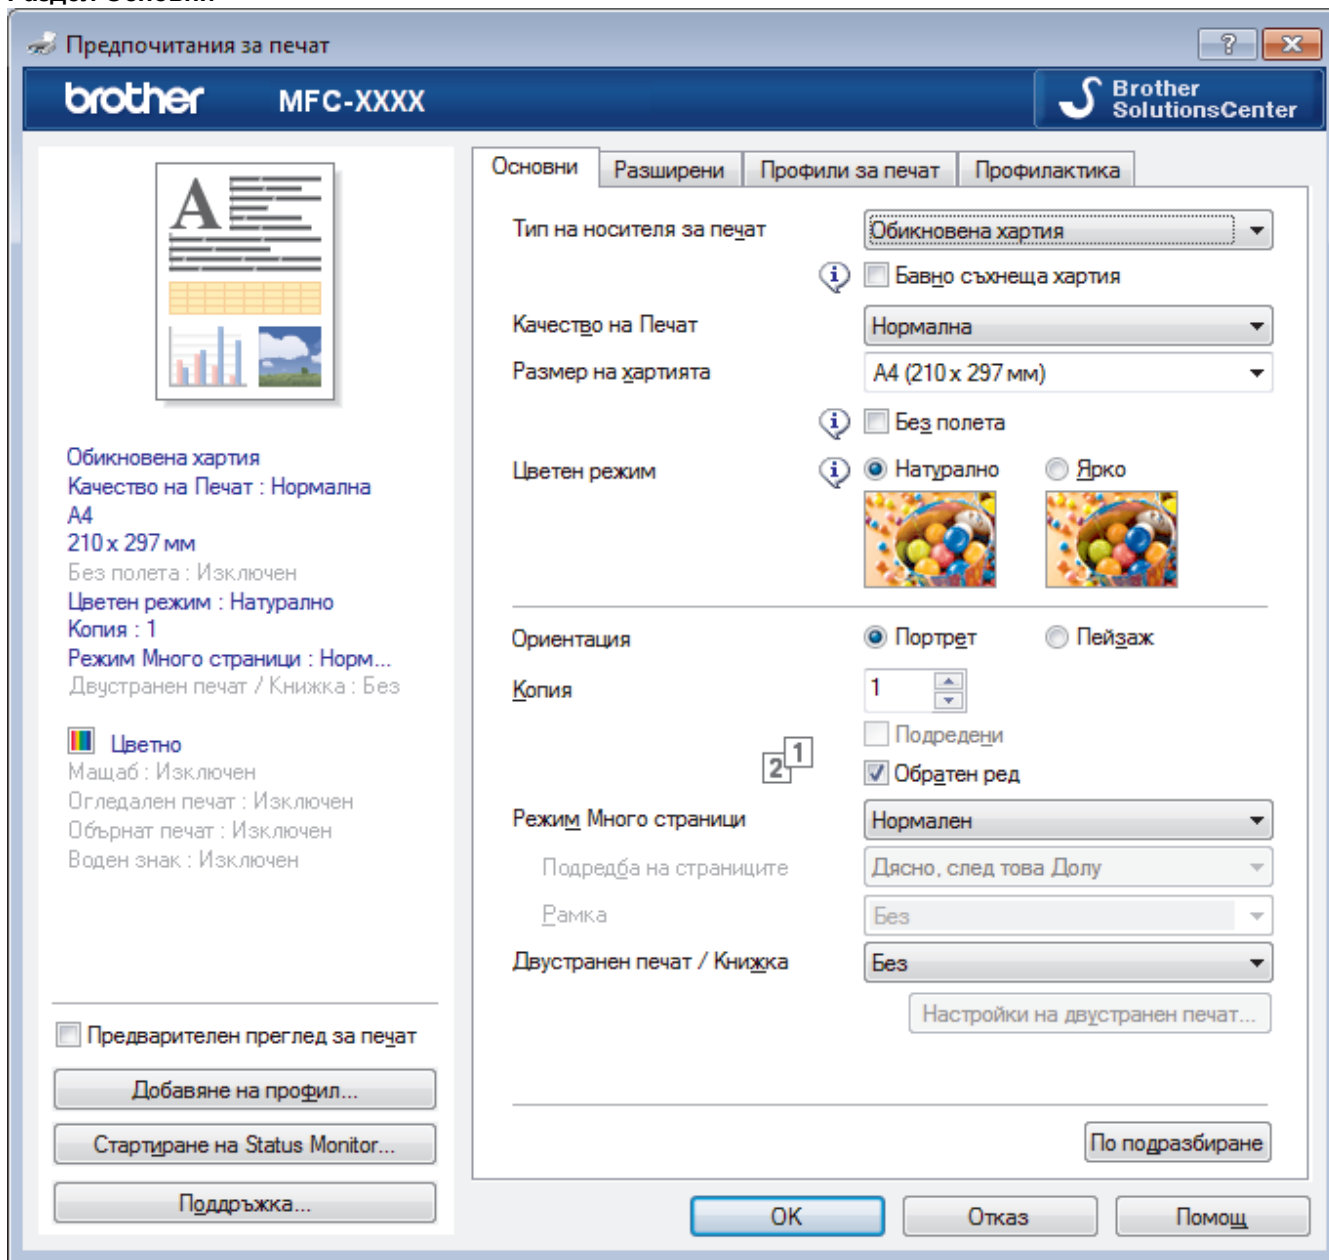 Раздел Основни
Предпочитания за печат
brother MFC-XXXX
Brother
SolutionsCenter
A
Обикновена хартия
Качество на Печат : Нормална
A4
210 x 297 мм
Без полета : Изключен
Цветен режим : Натурално
Копия : 1
Режим Много страници : Норм...
Двустранен печат / Книжка : Без
Цветно
Мащаб : Изключен
Огледален печат : Изключен
Обърнат печат : Изключен
Воден знак : Изключен
Предварителен преглед за печат
Добавяне на профил...
Стартиране на Status Monitor...
Поддръжка...
Основни Разширени Профили за печат Профилактика
Тип на носителя за печат Обикновена хартия
Бавно съхнеща хартия
Качество на Печат Нормална
Размер на хартията A4 (210 x 297 мм)
Без полета
Цветен режим Натурално Ярко
Ориентация Портрет Пейзаж
Копия 1
Подредени
2 1
Обратен ред
Режим Много страници Нормален
Подредба на страниците Дясно, след това Долу
Рамка Без
Двустранен печат / Книжка Без
Настройки на двустранен печат...
По подразбиране
OK Отказ Помощ